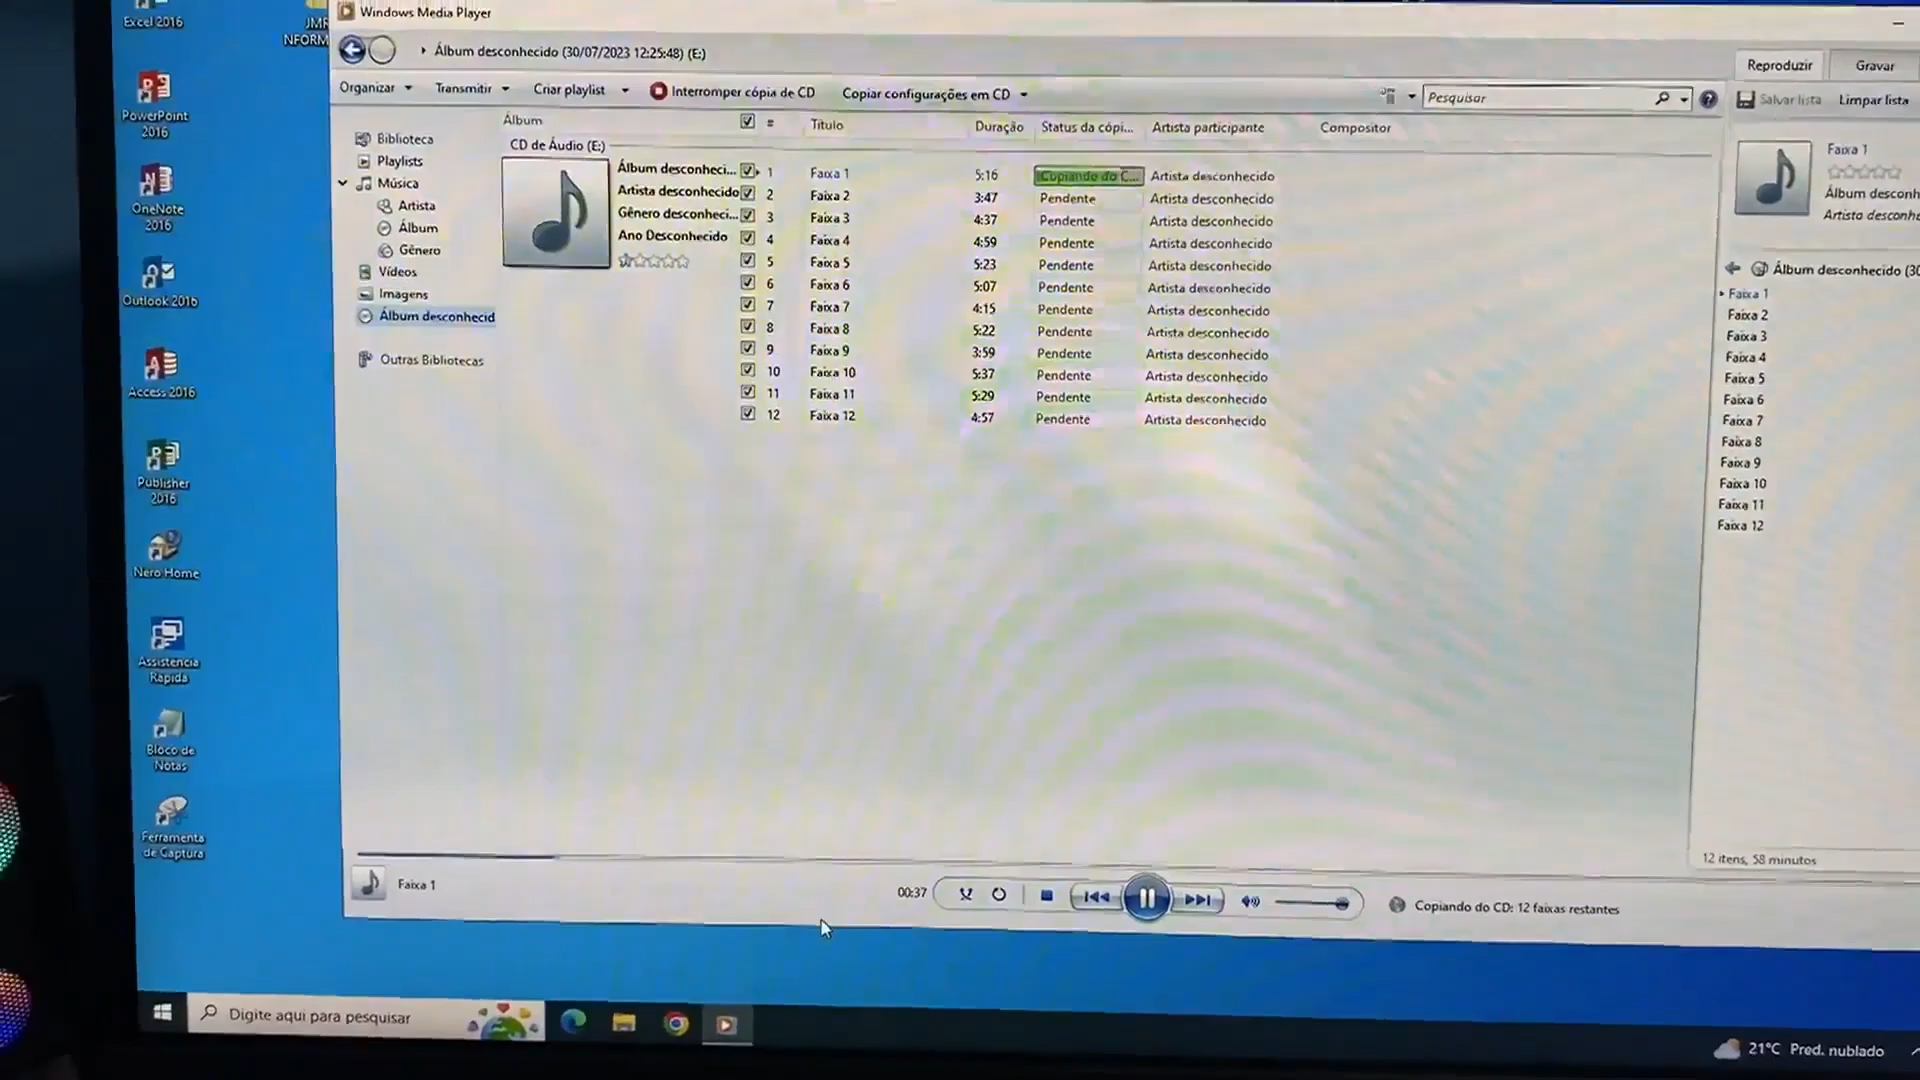 Excel 2016
JMR
NFORM
PowerPoint
2016
OneNote
2016
Outlook 2016
Access 2016
Publisher
2016
Nero Home
Assistência
Rápida
Bloco de
Notas
Ferramenta
de Captura
Windows Media Player
Álbum desconhecido (30/07/2023 12:25:48) (E:)
Organizar
Transmitir
Criar playlist
Interromper cópia de CD
Copiar configurações em CD
Pesquisar
Reproduzir
Gravar
Salvar lista
Limpar lista
Biblioteca
Playlists
Música
Artista
Álbum
Gênero
Vídeos
Imagens
Álbum desconhecid
Outras Bibliotecas
Álbum # Título Duração Status da cópi... Artista participante Compositor
CD de Áudio (E:)
Álbum desconheci...
Artista desconhecido
Gênero desconheci...
Ano Desconhecido
1 Faixa 1 5:16 Copiando do C... Artista desconhecido
2 Faixa 2 3:47 Pendente Artista desconhecido
3 Faixa 3 4:37 Pendente Artista desconhecido
4 Faixa 4 4:59 Pendente Artista desconhecido
5 Faixa 5 5:23 Pendente Artista desconhecido
6 Faixa 6 5:07 Pendente Artista desconhecido
7 Faixa 7 4:15 Pendente Artista desconhecido
8 Faixa 8 5:22 Pendente Artista desconhecido
9 Faixa 9 3:59 Pendente Artista desconhecido
10 Faixa 10 5:37 Pendente Artista desconhecido
11 Faixa 11 5:29 Pendente Artista desconhecido
12 Faixa 12 4:57 Pendente Artista desconhecido
Faixa 1
Álbum desconh
Artista desconhe
Álbum desconhecido (30
Faixa 1
Faixa 2
Faixa 3
Faixa 4
Faixa 5
Faixa 6
Faixa 7
Faixa 8
Faixa 9
Faixa 10
Faixa 11
Faixa 12
12 itens, 58 minutos
Faixa 1
00:37
Copiando do CD: 12 faixas restantes
Digite aqui para pesquisar
21°C Pred. nublado